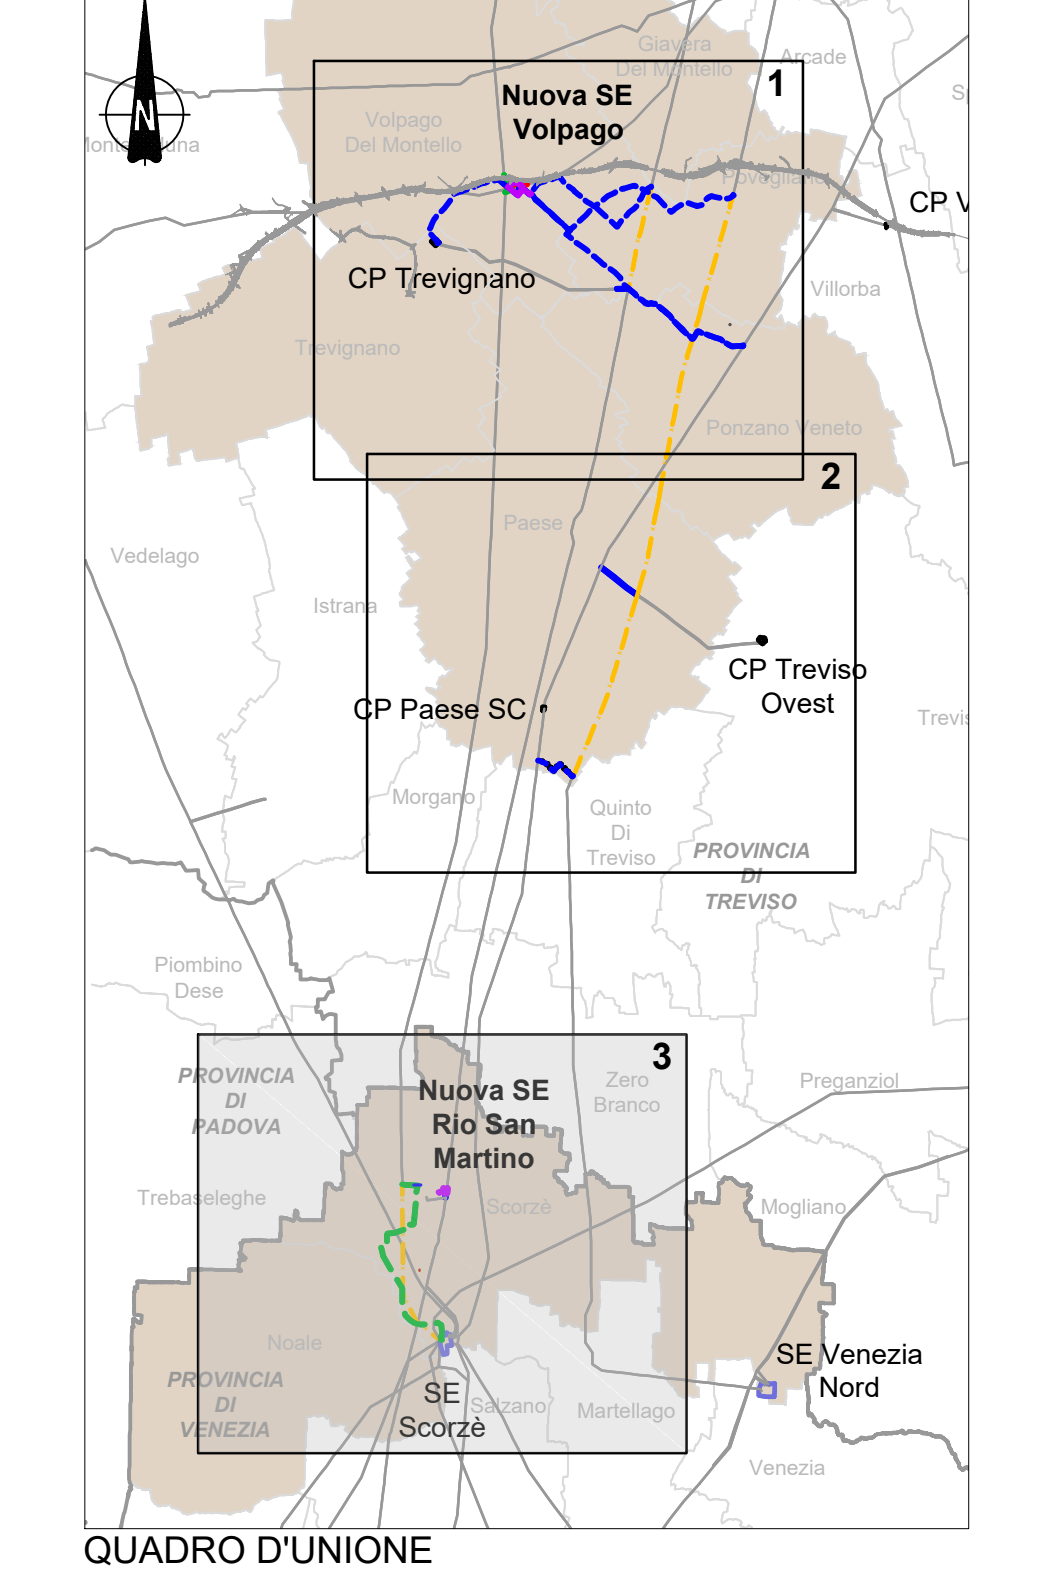 Giavera
Del Montello
Arcade
1
Nuova SE
Volpago
Volpago
Del Montello
N
Povegliano
CP V
CP Trevignano
Villorba
Trevignano
Ponzano Veneto
2
Paese
Vedelago
Istrana
CP Treviso
Ovest
CP Paese SC
Trevis
Morgano
Quinto
Di
Treviso
PROVINCIA
DI
TREVISO
Piombino
Dese
3
PROVINCIA
DI
PADOVA
Nuova SE
Rio San
Martino
Zero
Branco
Preganziol
Trebaseleghe
Scorzè
Mogliano
Noale
SE Venezia
Nord
PROVINCIA
DI
VENEZIA
SE
Scorzè
Salzano
Martellago
Venezia
QUADRO D'UNIONE